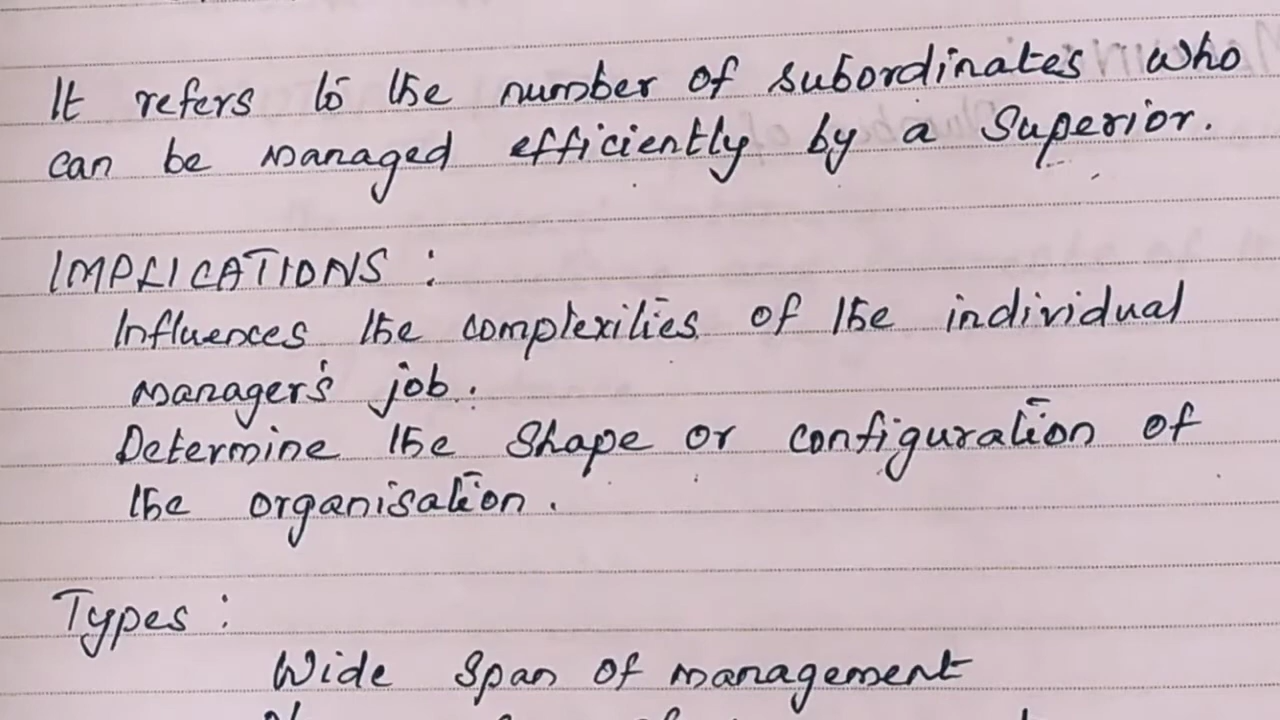 It refers to the number of subordinates who
can be managed efficiently by a Superior.
IMPLICATIONS :
Influences the complexities of the individual
manager's job.
Determine the Shape or configuration of
the organisation.
Types :
Wide Span of management